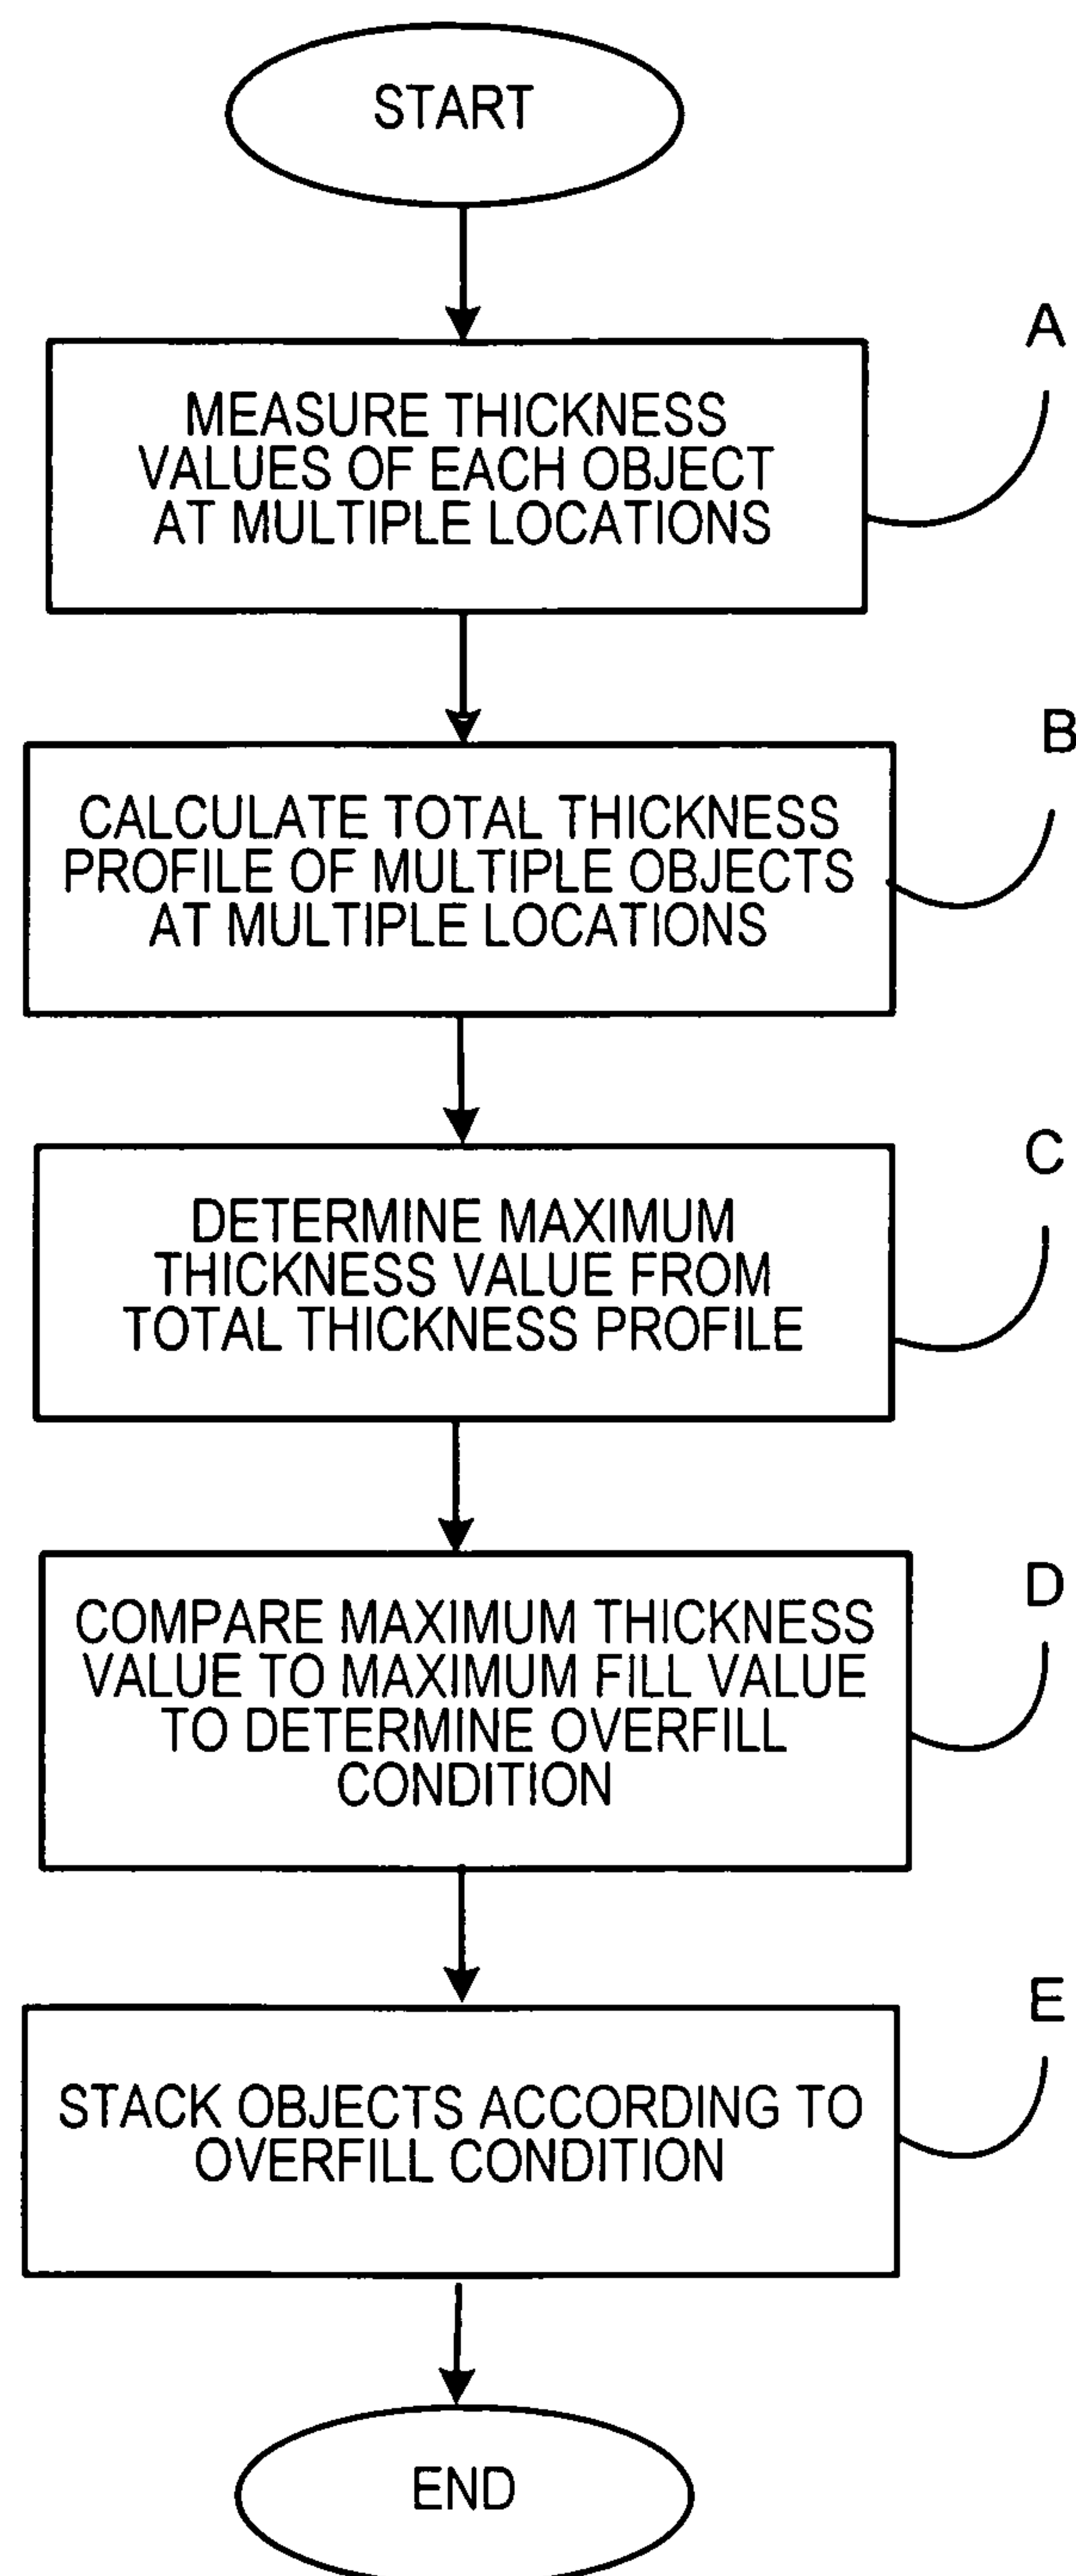 START
A
MEASURE THICKNESS
VALUES OF EACH OBJECT
AT MULTIPLE LOCATIONS
B
CALCULATE TOTAL THICKNESS
PROFILE OF MULTIPLE OBJECTS
AT MULTIPLE LOCATIONS
C
DETERMINE MAXIMUM
THICKNESS VALUE FROM
TOTAL THICKNESS PROFILE
D
COMPARE MAXIMUM THICKNESS
VALUE TO MAXIMUM FILL VALUE
TO DETERMINE OVERFILL
CONDITION
E
STACK OBJECTS ACCORDING TO
OVERFILL CONDITION
END